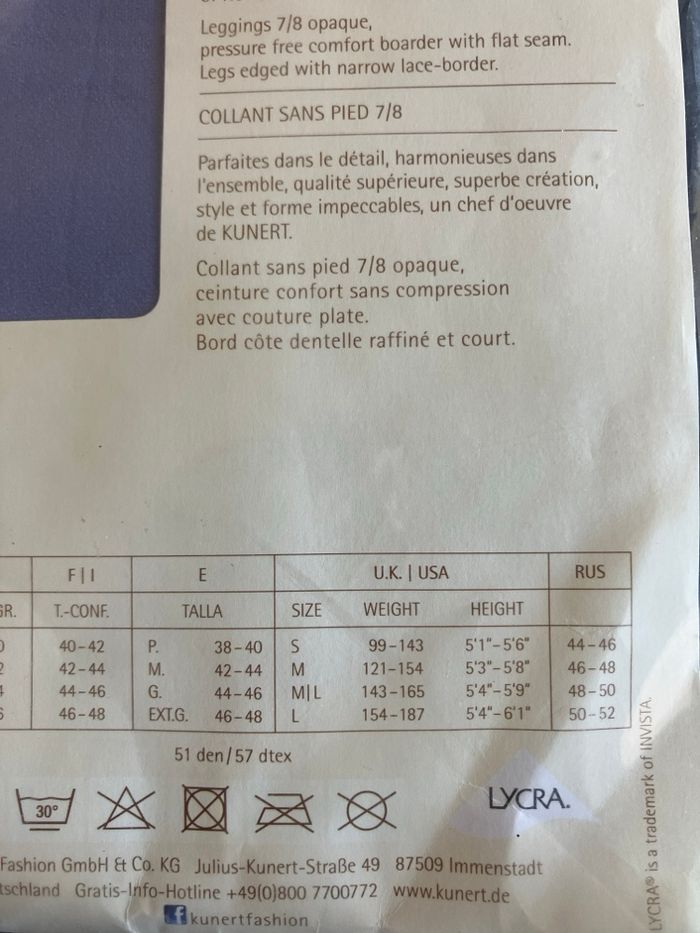 Leggings 7/8 opaque,
pressure free comfort boarder with flat seam.
Legs edged with narrow lace-border.
COLLANT SANS PIED 7/8
Parfaites dans le détail, harmonieuses dans
l'ensemble, qualité supérieure, superbe création,
style et forme impeccables, un chef d'oeuvre
de KUNERT.
Collant sans pied 7/8 opaque,
ceinture confort sans compression
avec couture plate.
Bord côte dentelle raffiné et court.
F|I E U.K. | USA RUS
GR. T.-CONF. TALLA SIZE WEIGHT HEIGHT
40–42 P. 38–40 S 99–143 5'1"–5'6" 44–46
42–44 M. 42–44 M 121–154 5'3"–5'8" 46–48
44–46 G. 44–46 M|L 143–165 5'4"–5'9" 48–50
46–48 EXT.G. 46–48 L 154–187 5'4"–6'1" 50–52
51 den/57 dtex
30°
LYCRA.
Fashion GmbH & Co. KG Julius-Kunert-Straße 49 87509 Immenstadt
tschland Gratis-Info-Hotline +49(0)800 7700772 www.kunert.de
f kunertfashion
LYCRA® is a trademark of INVISTA.